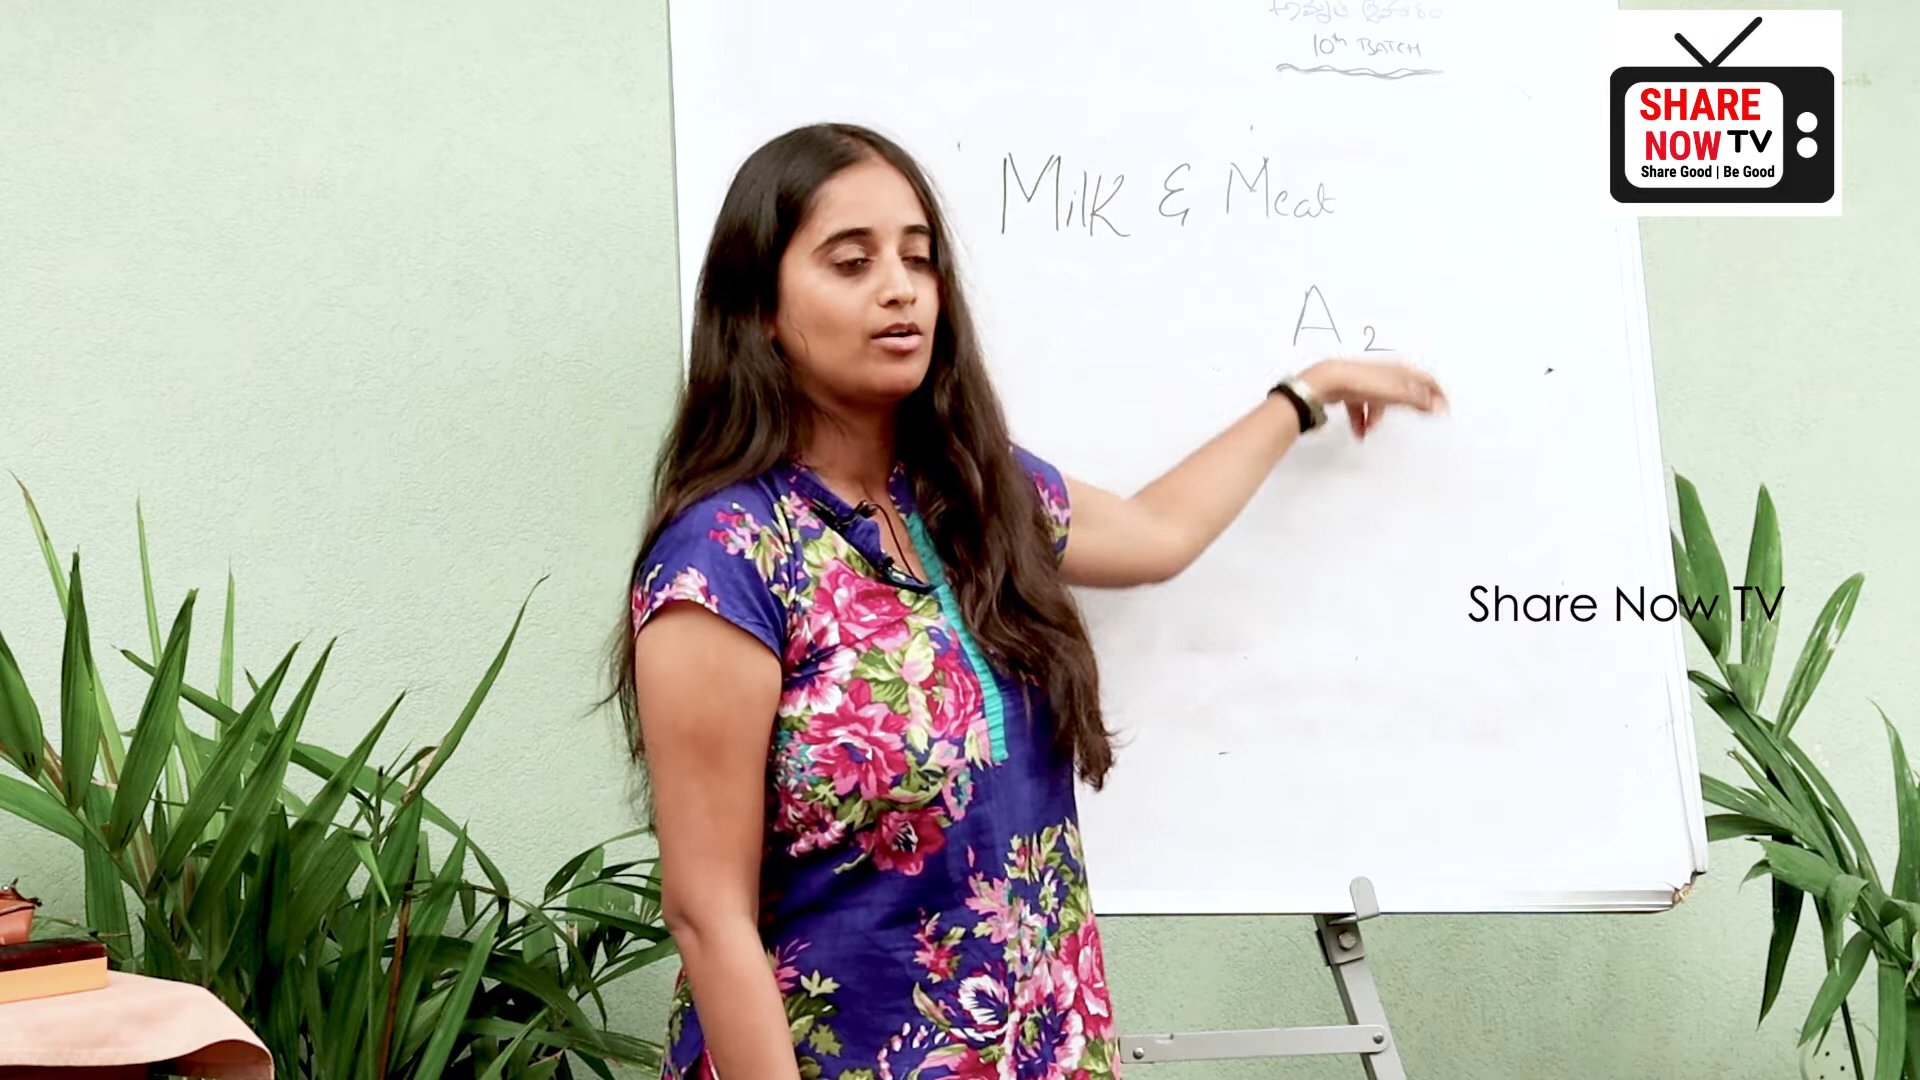 10th BATCH
Milk & Meat
A2
SHARE
NOW TV
Share Good | Be Good
Share Now TV